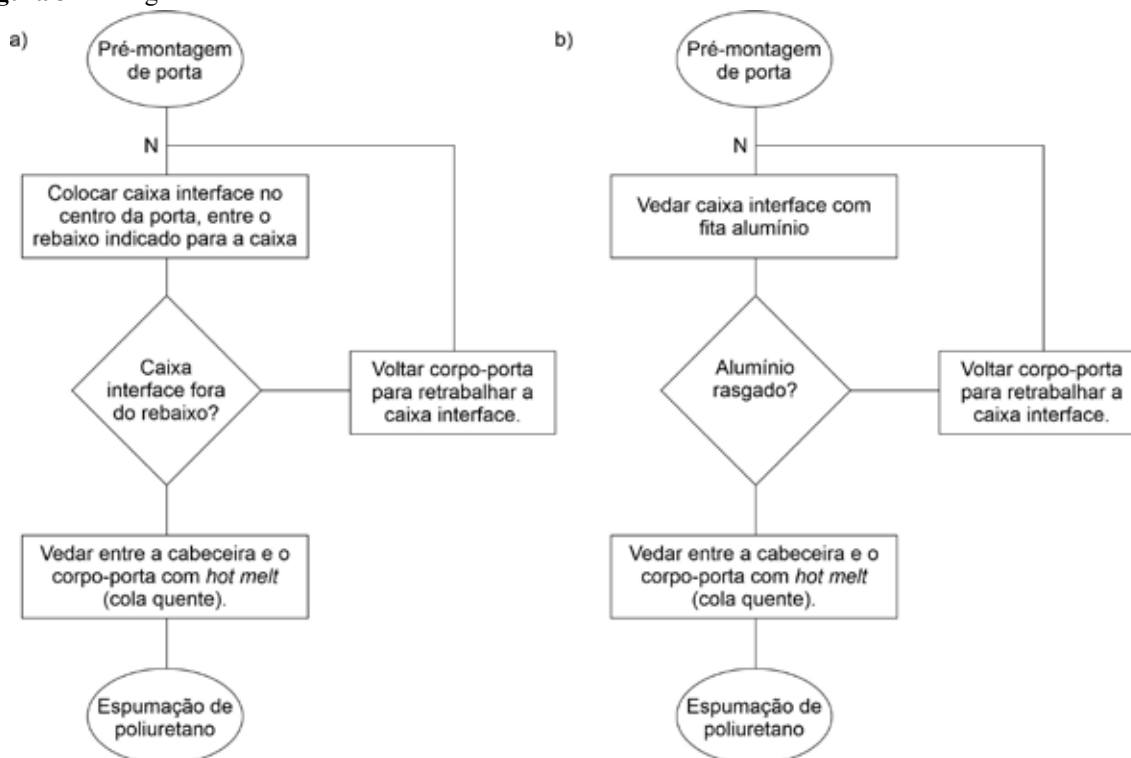 a)
Pré-montagem
de porta
N
Colocar caixa interface no
centro da porta, entre o
rebaixo indicado para a caixa
Caixa
interface fora
do rebaixo?
Voltar corpo-porta
para retrabalhar a
caixa interface.
Vedar entre a cabeceira e o
corpo-porta com hot melt
(cola quente).
Espumação de
poliuretano
b)
Pré-montagem
de porta
N
Vedar caixa interface com
fita alumínio
Alumínio
rasgado?
Voltar corpo-porta
para retrabalhar a
caixa interface.
Vedar entre a cabeceira e o
corpo-porta com hot melt
(cola quente).
Espumação de
poliuretano